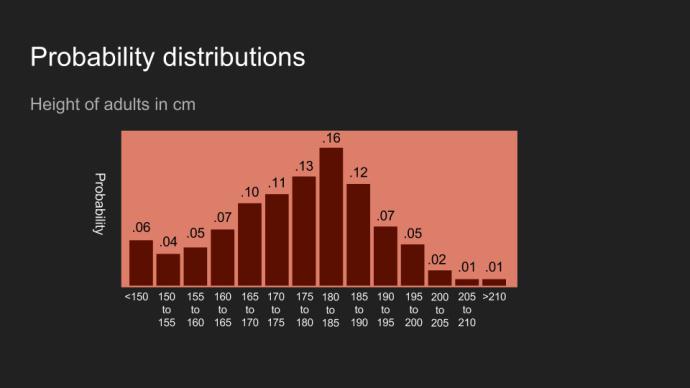 Probability distributions
Height of adults in cm
Probability
.06
.04
.05
.07
.10
.11
.13
.16
.12
.07
.05
.02
.01
.01
<150
150 to 155
155 to 160
160 to 165
165 to 170
170 to 175
175 to 180
180 to 185
185 to 190
190 to 195
195 to 200
200 to 205
205 to 210
>210